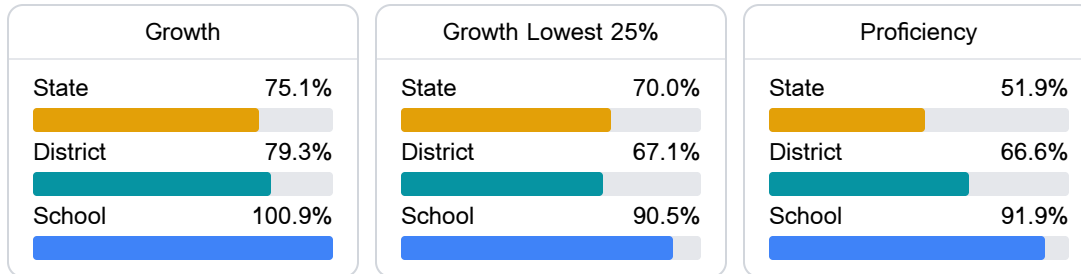 Growth
State 75.1%
District 79.3%
School 100.9%
Growth Lowest 25%
State 70.0%
District 67.1%
School 90.5%
Proficiency
State 51.9%
District 66.6%
School 91.9%